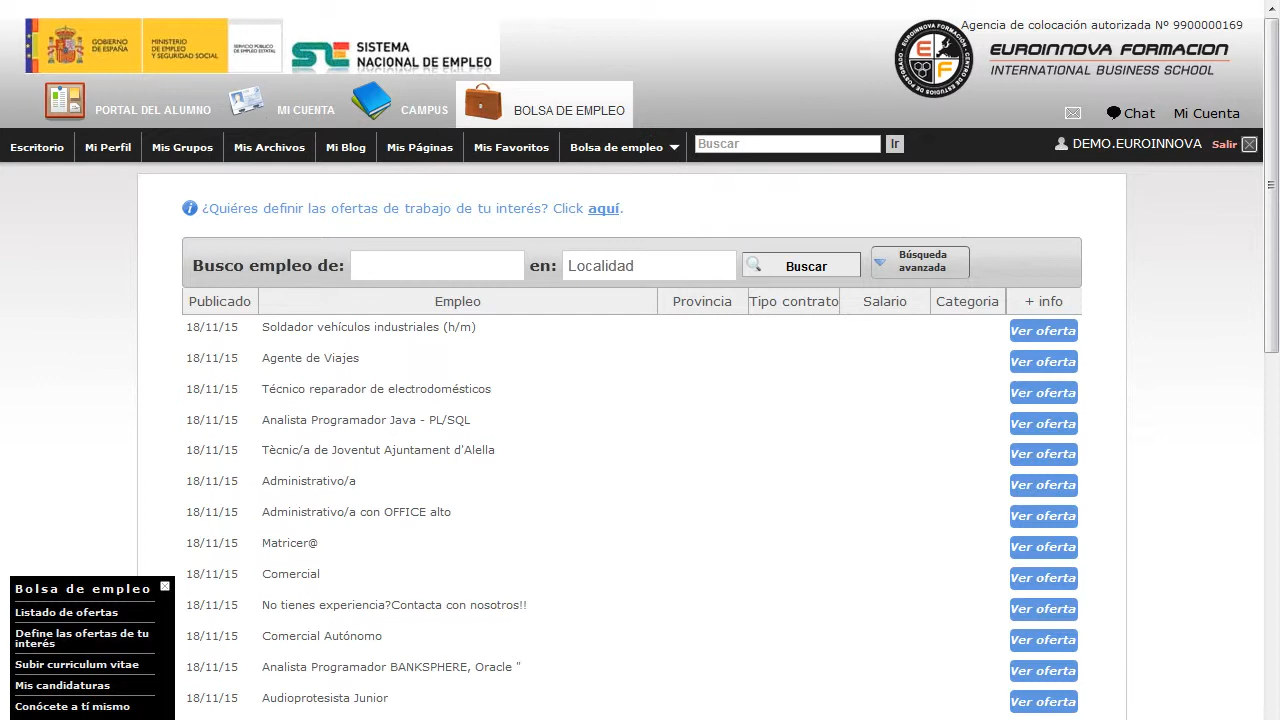 GOBIERNO DE ESPAÑA
MINISTERIO DE EMPLEO Y SEGURIDAD SOCIAL
SERVICIO PÚBLICO DE EMPLEO ESTATAL
SISTEMA
NACIONAL DE EMPLEO
Agencia de colocación autorizada Nº 9900000169
EUROINNOVA FORMACION
INTERNATIONAL BUSINESS SCHOOL
PORTAL DEL ALUMNO
MI CUENTA
CAMPUS
BOLSA DE EMPLEO
Chat
Mi Cuenta
Escritorio
Mi Perfil
Mis Grupos
Mis Archivos
Mi Blog
Mis Páginas
Mis Favoritos
Bolsa de empleo
Buscar
Ir
DEMO.EUROINNOVA
Salir
¿Quiéres definir las ofertas de trabajo de tu interés? Click aquí.
Busco empleo de:
en:
Localidad
Buscar
Búsqueda
avanzada
Publicado Empleo Provincia Tipo contrato Salario Categoria + info
18/11/15 Soldador vehículos industriales (h/m) Ver oferta
18/11/15 Agente de Viajes Ver oferta
18/11/15 Técnico reparador de electrodomésticos Ver oferta
18/11/15 Analista Programador Java - PL/SQL Ver oferta
18/11/15 Tècnic/a de Joventut Ajuntament d'Alella Ver oferta
18/11/15 Administrativo/a Ver oferta
18/11/15 Administrativo/a con OFFICE alto Ver oferta
18/11/15 Matricer@ Ver oferta
18/11/15 Comercial Ver oferta
18/11/15 No tienes experiencia?Contacta con nosotros!! Ver oferta
18/11/15 Comercial Autónomo Ver oferta
18/11/15 Analista Programador BANKSPHERE, Oracle " Ver oferta
18/11/15 Audioprotesista Junior Ver oferta
Bolsa de empleo
Listado de ofertas
Define las ofertas de tu
interés
Subir curriculum vitae
Mis candidaturas
Conócete a tí mismo